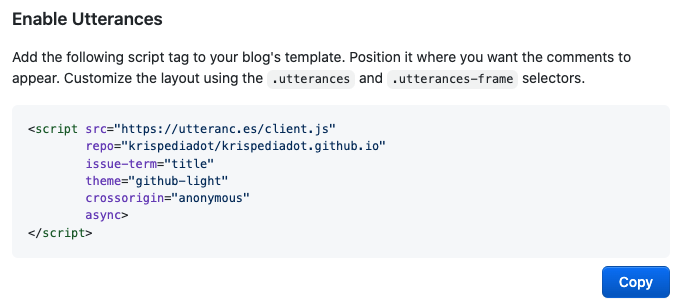 Enable Utterances
Add the following script tag to your blog's template. Position it where you want the comments to
appear. Customize the layout using the .utterances and .utterances-frame selectors.
<script src="https://utteranc.es/client.js"
        repo="krispediadot/krispediadot.github.io"
        issue-term="title"
        theme="github-light"
        crossorigin="anonymous"
        async>
</script>
Copy